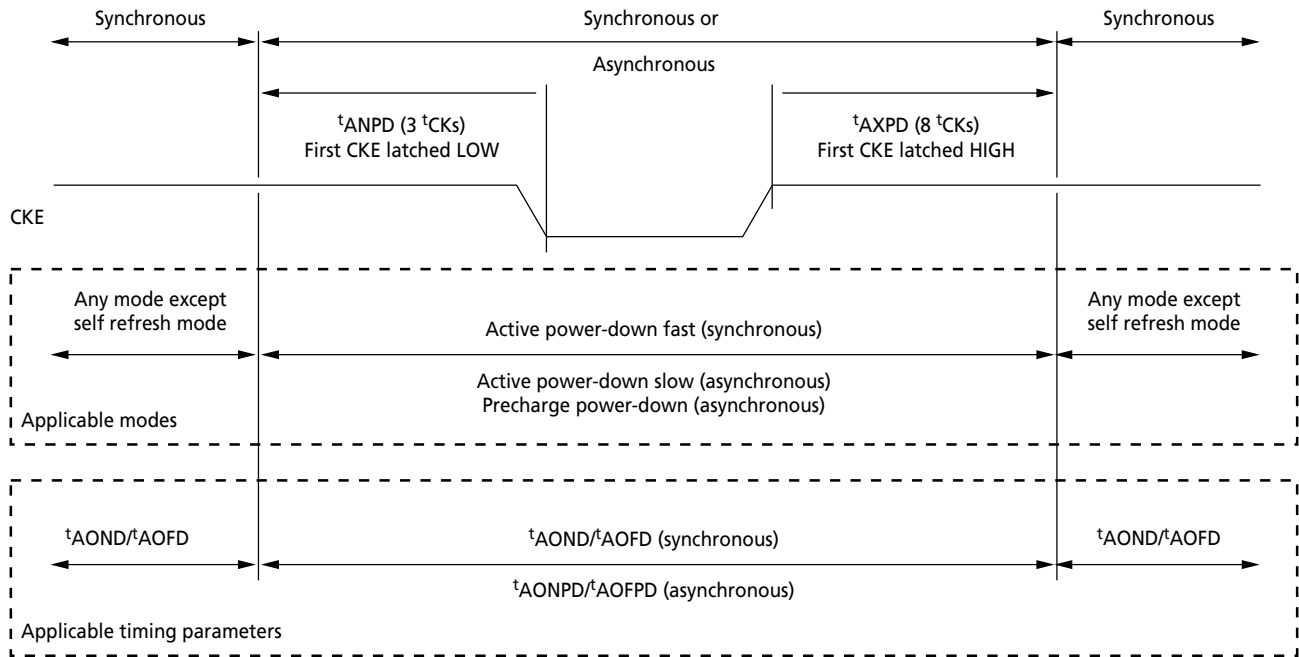 Synchronous
Synchronous or
Synchronous
Asynchronous
tANPD (3 tCKs)
First CKE latched LOW
tAXPD (8 tCKs)
First CKE latched HIGH
CKE
Any mode except
self refresh mode
Active power-down fast (synchronous)
Any mode except
self refresh mode
Active power-down slow (asynchronous)
Precharge power-down (asynchronous)
Applicable modes
tAOND/tAOFD
tAOND/tAOFD (synchronous)
tAOND/tAOFD
tAONPD/tAOFPD (asynchronous)
Applicable timing parameters